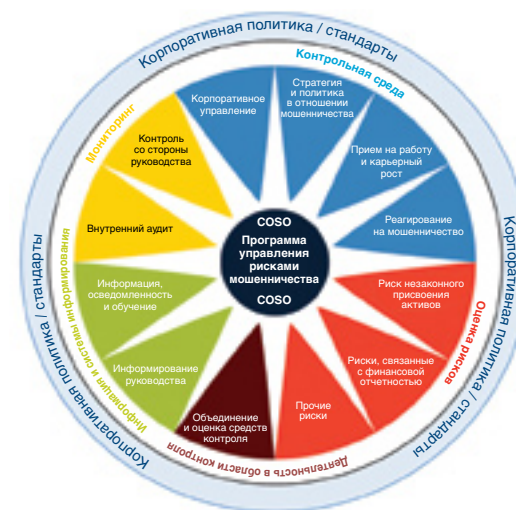 Корпоративная политика / стандарты
Контрольная среда
Стратегия
и политика
в отношении
мошенничества
Корпоративное
управление
Мониторинг
Контроль
со стороны
руководства
Прием на работу
и карьерный
рост
Внутренний аудит
COSO
Программа
управления
рисками
мошенничества
COSO
Реагирование
на мошенничество
Корпоративная политика / стандарты
Информация,
осведомленность
и обучение
Риск незаконного
присвоения
активов
Оценка рисков
Информирование
руководства
Риски, связанные
с финансовой
отчетностью
Объединение
и оценка средств
контроля
Прочие
риски
Информация и системы информирования
Деятельность в области контроля
Корпоративная политика / стандарты